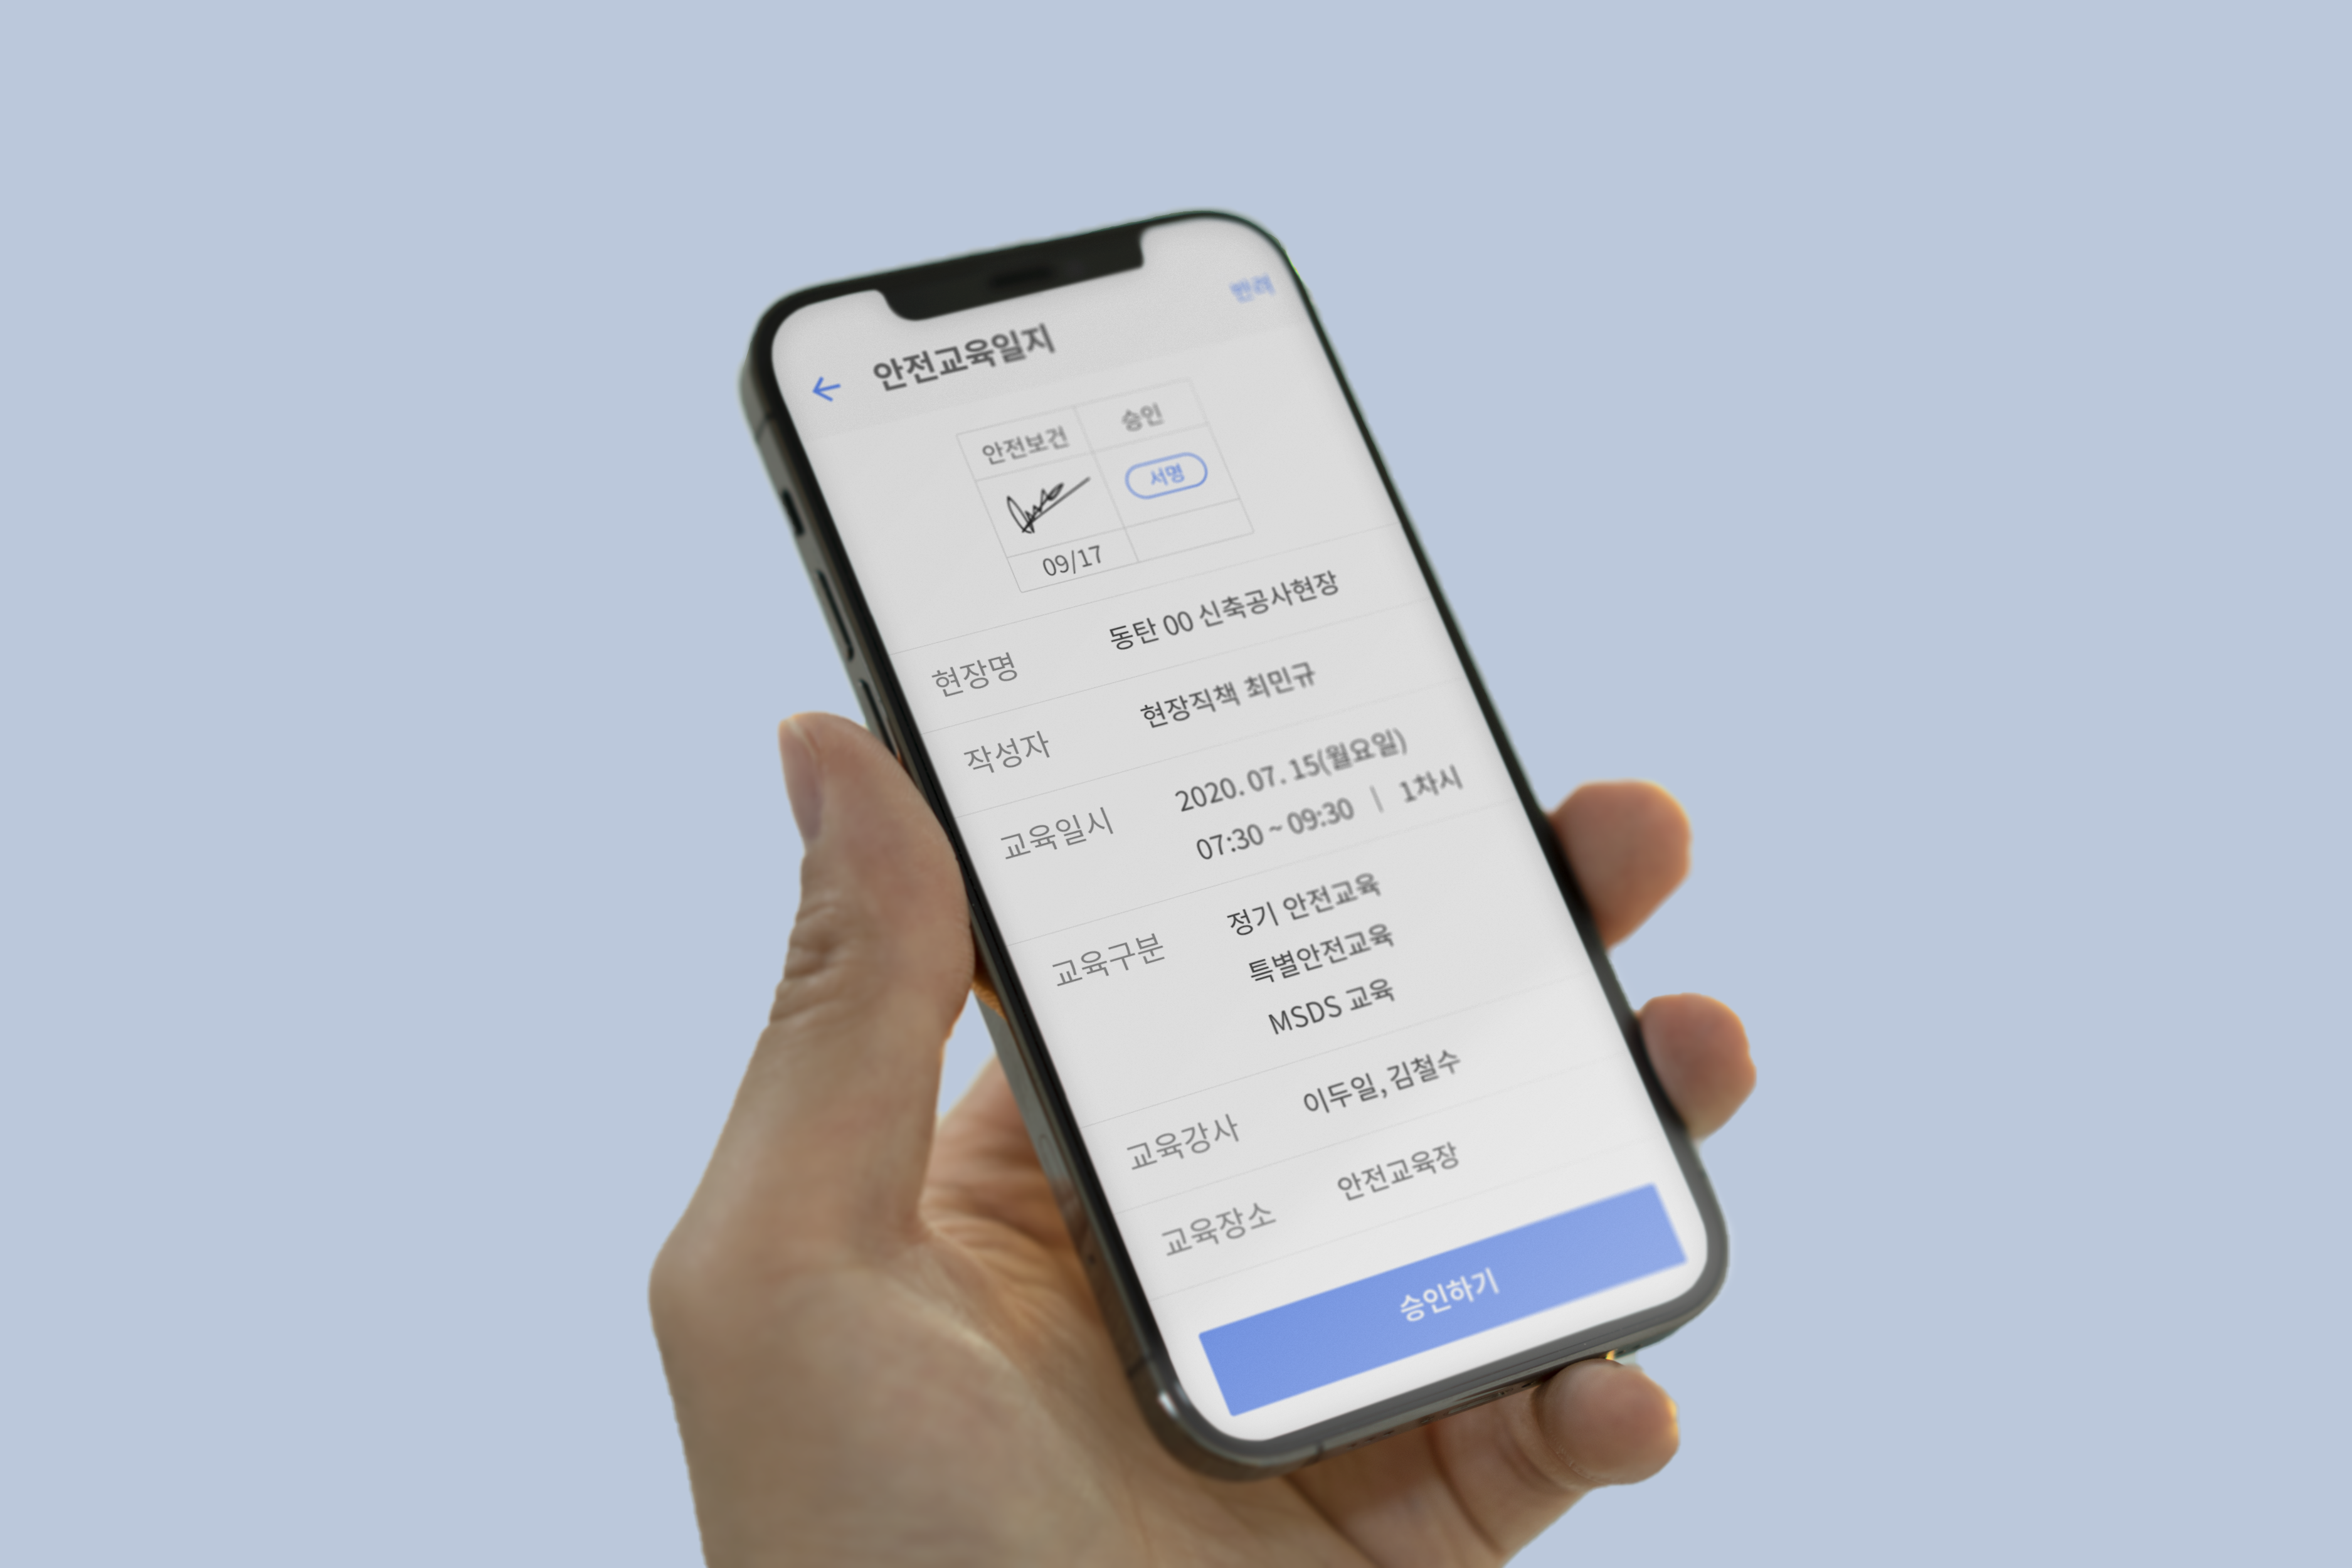 반려
안전교육일지
안전보건 승인
서명
09/17
현장명 동탄 00 신축공사현장
작성자 현장직책 최민규
교육일시 2020. 07. 15(월요일)
07:30 ~ 09:30 | 1차시
교육구분 정기 안전교육
특별안전교육
MSDS 교육
교육강사 이두일, 김철수
교육장소 안전교육장
승인하기